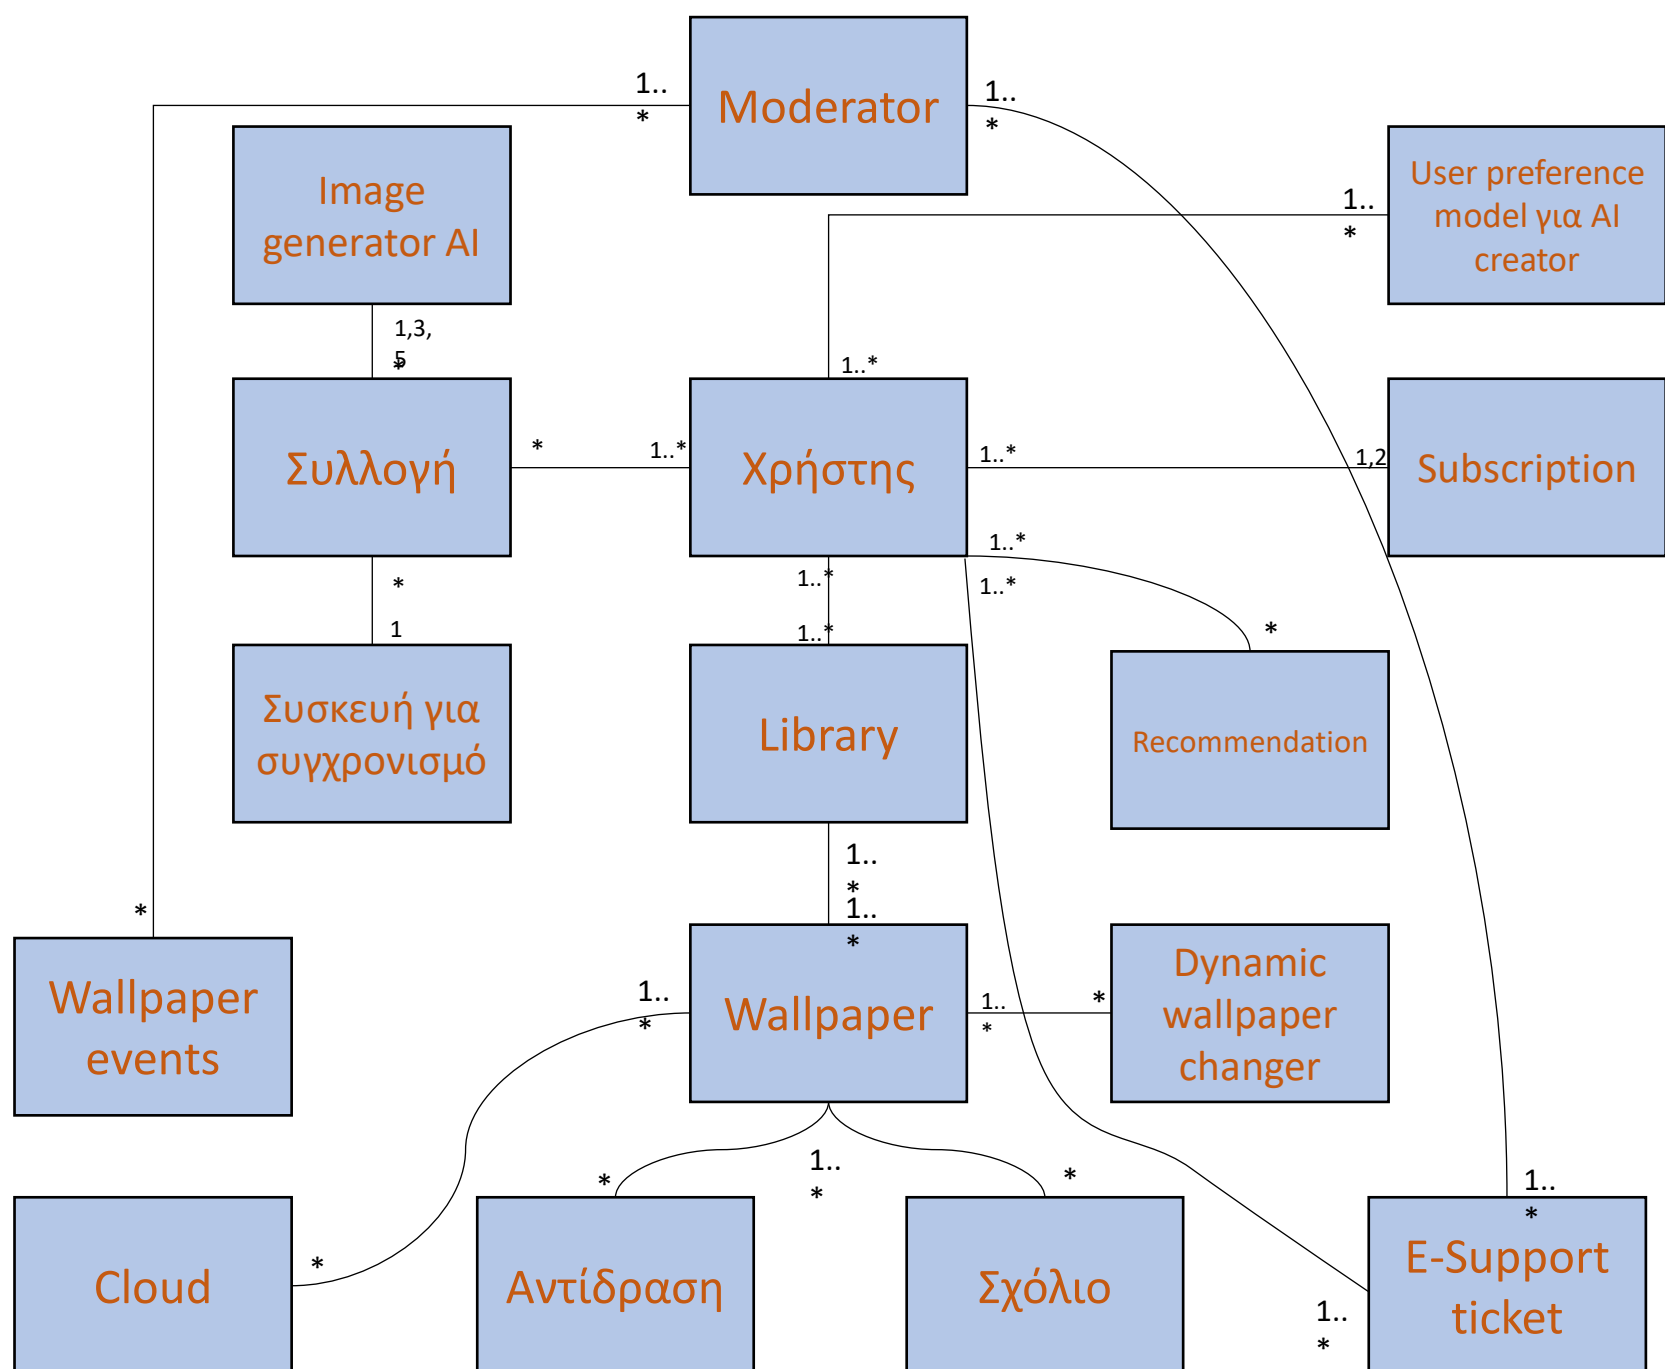 Moderator
1..
*
1..
*
Image
generator AI
User preference
model για AI
creator
1..
*
1,3,
5
*
1..*
Συλλογή
*
1..*
Χρήστης
1..*
1,2
Subscription
*
1
1..*
1..*
1..*
1..*
*
Συσκευή για
συγχρονισμό
Library
Recommendation
1..
*
1..
*
*
Wallpaper
events
1..
*
Wallpaper
1..
*
*
Dynamic
wallpaper
changer
*
1..
*
*
1..
*
*
Cloud
Αντίδραση
Σχόλιο
1..
*
E-Support
ticket